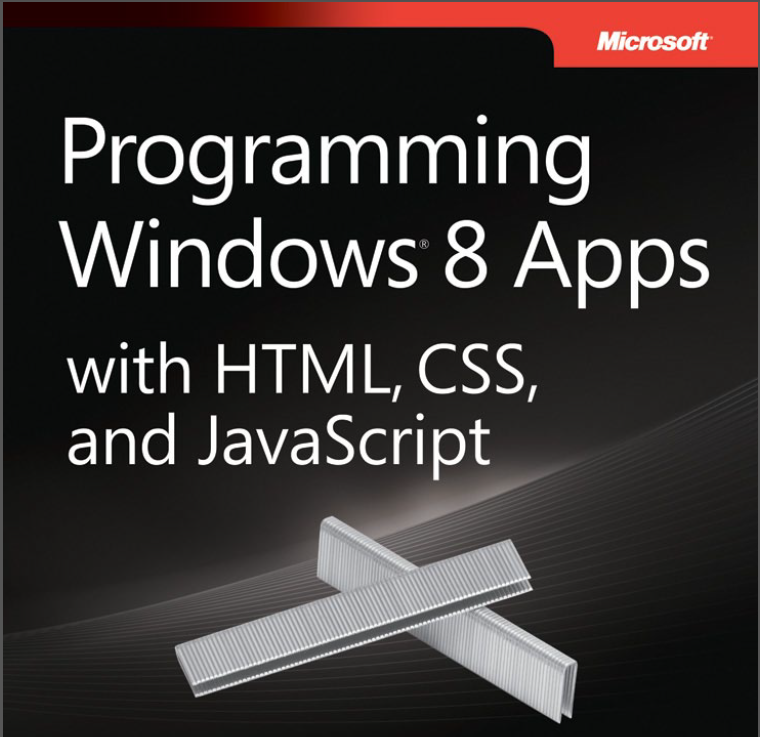 Microsoft
Programming
Windows® 8 Apps
with HTML, CSS,
and JavaScript